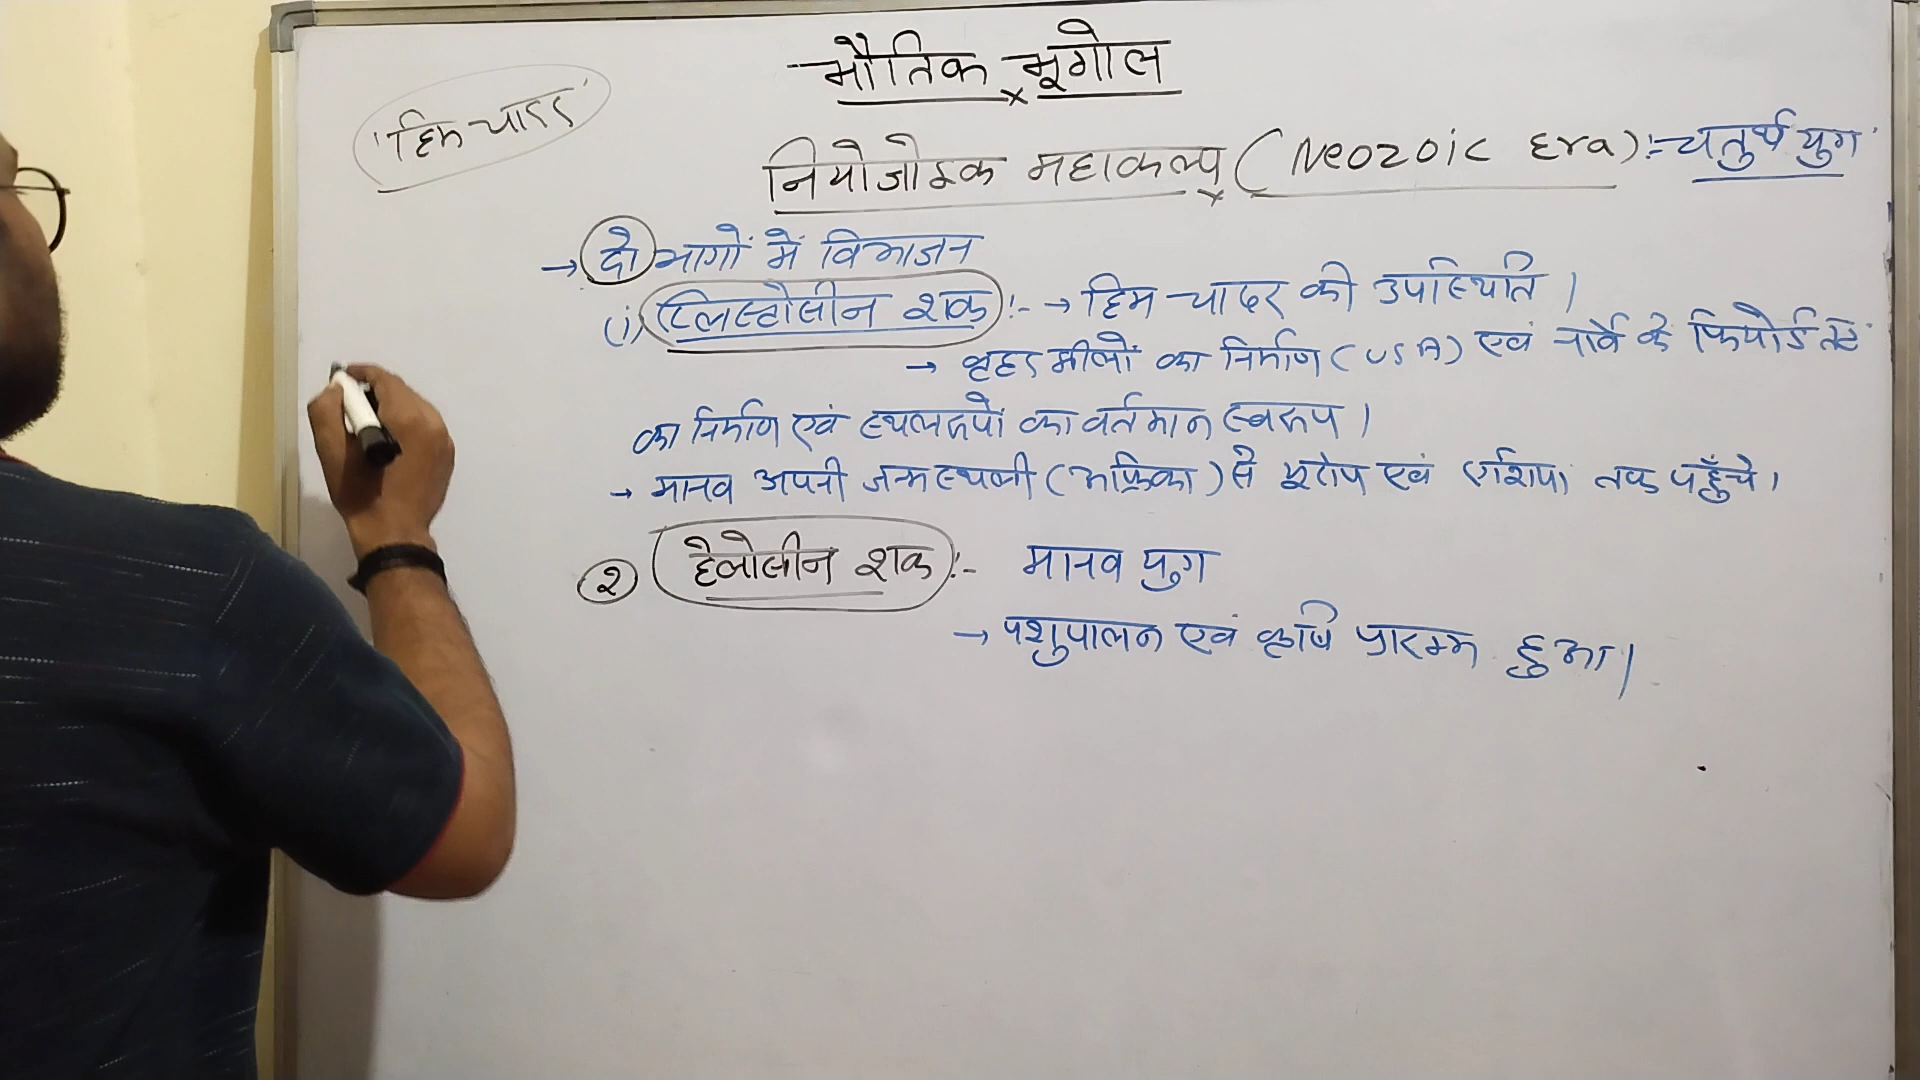 भौतिक भूगोल
'हिम चादर'
नियोजोइक महाकल्प (Neozoic Era):- चतुर्थ युग
→ दो भागों में विभाजन
(i) प्लिस्टोसीन शक :- → हिम चादर की उपस्थिति।
→ बृहद झीलों का निर्माण (USA) एवं नार्वे के फियोर्ड तट
का निर्माण एवं स्थलरूपों का वर्तमान स्वरूप।
→ मानव अपनी जन्मस्थली (अफ्रिका) से यूरोप एवं एशिया तक पहुँचे।
२ हेलोसीन शक :- मानव युग
→ पशुपालन एवं कृषि प्रारम्भ हुआ।